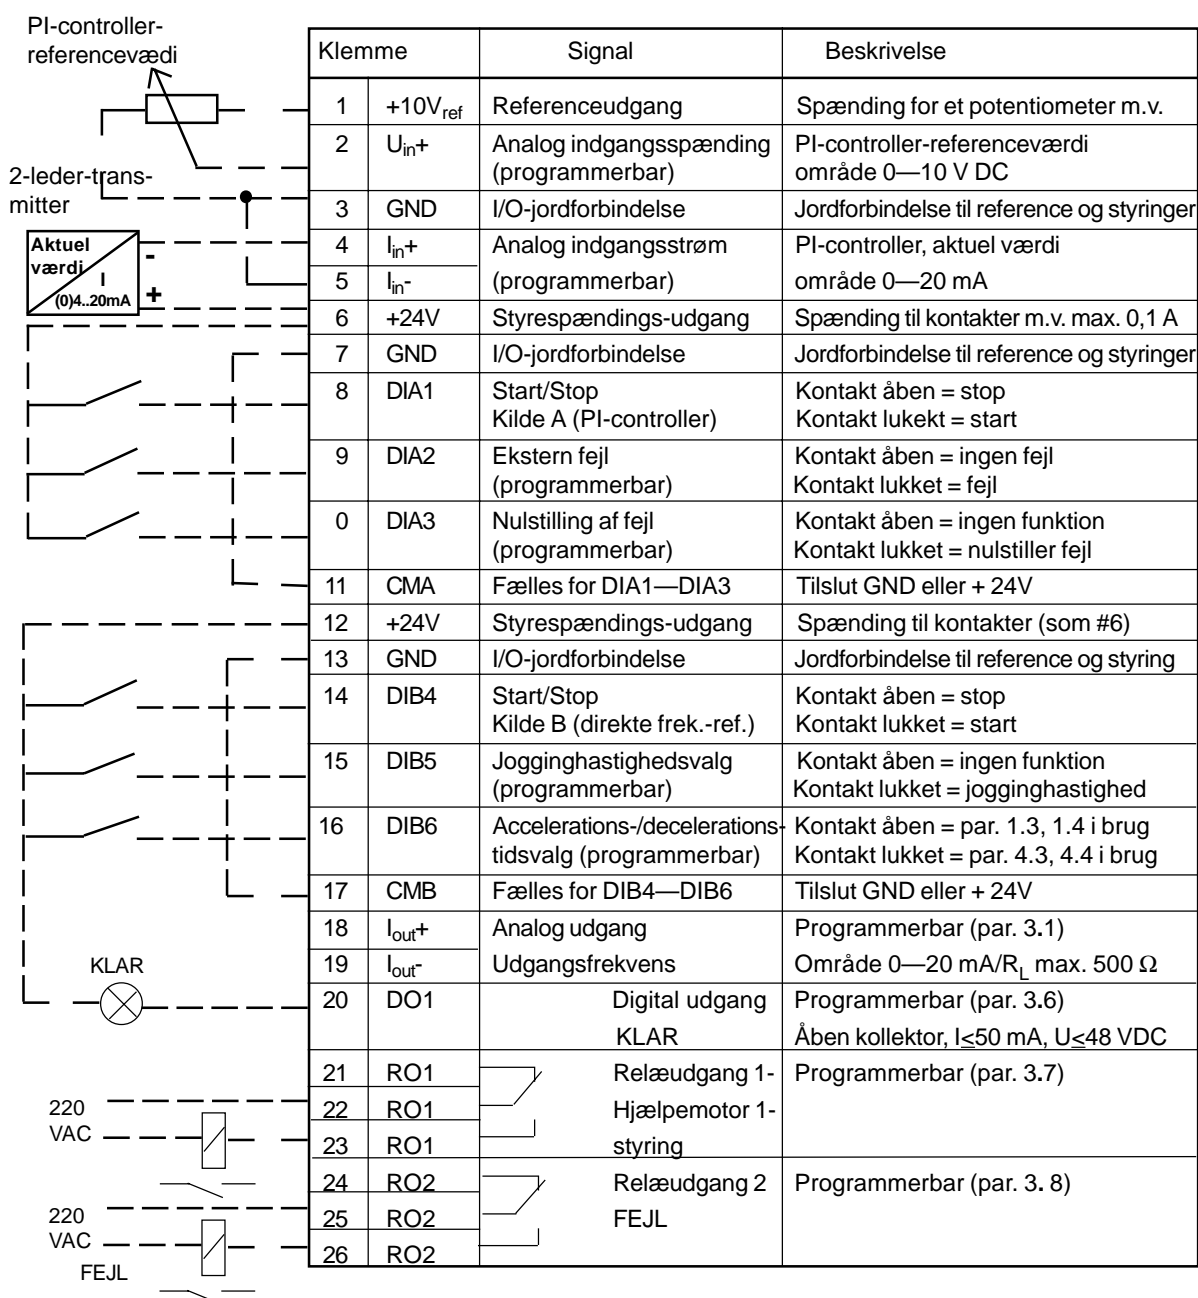 PI-controller-
referencevædi
Klemme Signal Beskrivelse
1 +10Vref Referenceudgang Spænding for et potentiometer m.v.
2 Uin+ Analog indgangsspænding PI-controller-referenceværdi
(programmerbar) område 0—10 V DC
2-leder-trans-
mitter
3 GND I/O-jordforbindelse Jordforbindelse til reference og styringer
Aktuel
værdi
I
(0)4..20mA
-
+
4 Iin+ Analog indgangsstrøm PI-controller, aktuel værdi
5 Iin- (programmerbar) område 0—20 mA
6 +24V Styrespændings-udgang Spænding til kontakter m.v. max. 0,1 A
7 GND I/O-jordforbindelse Jordforbindelse til reference og styringer
8 DIA1 Start/Stop Kontakt åben = stop
Kilde A (PI-controller) Kontakt lukekt = start
9 DIA2 Ekstern fejl Kontakt åben = ingen fejl
(programmerbar) Kontakt lukket = fejl
0 DIA3 Nulstilling af fejl Kontakt åben = ingen funktion
(programmerbar) Kontakt lukket = nulstiller fejl
11 CMA Fælles for DIA1—DIA3 Tilslut GND eller + 24V
12 +24V Styrespændings-udgang Spænding til kontakter (som #6)
13 GND I/O-jordforbindelse Jordforbindelse til reference og styring
14 DIB4 Start/Stop Kontakt åben = stop
Kilde B (direkte frek.-ref.) Kontakt lukket = start
15 DIB5 Jogginghastighedsvalg Kontakt åben = ingen funktion
(programmerbar) Kontakt lukket = jogginghastighed
16 DIB6 Accelerations-/decelerations- Kontakt åben = par. 1.3, 1.4 i brug
tidsvalg (programmerbar) Kontakt lukket = par. 4.3, 4.4 i brug
17 CMB Fælles for DIB4—DIB6 Tilslut GND eller + 24V
18 Iout+ Analog udgang Programmerbar (par. 3.1)
KLAR
19 Iout- Udgangsfrekvens Område 0—20 mA/RL max. 500 Ω
20 DO1 Digital udgang Programmerbar (par. 3.6)
KLAR Åben kollektor, I≤50 mA, U≤48 VDC
21 RO1 Relæudgang 1- Programmerbar (par. 3.7)
220
VAC
22 RO1 Hjælpemotor 1-
23 RO1 styring
24 RO2 Relæudgang 2 Programmerbar (par. 3. 8)
220
VAC
25 RO2 FEJL
26 RO2
FEJL